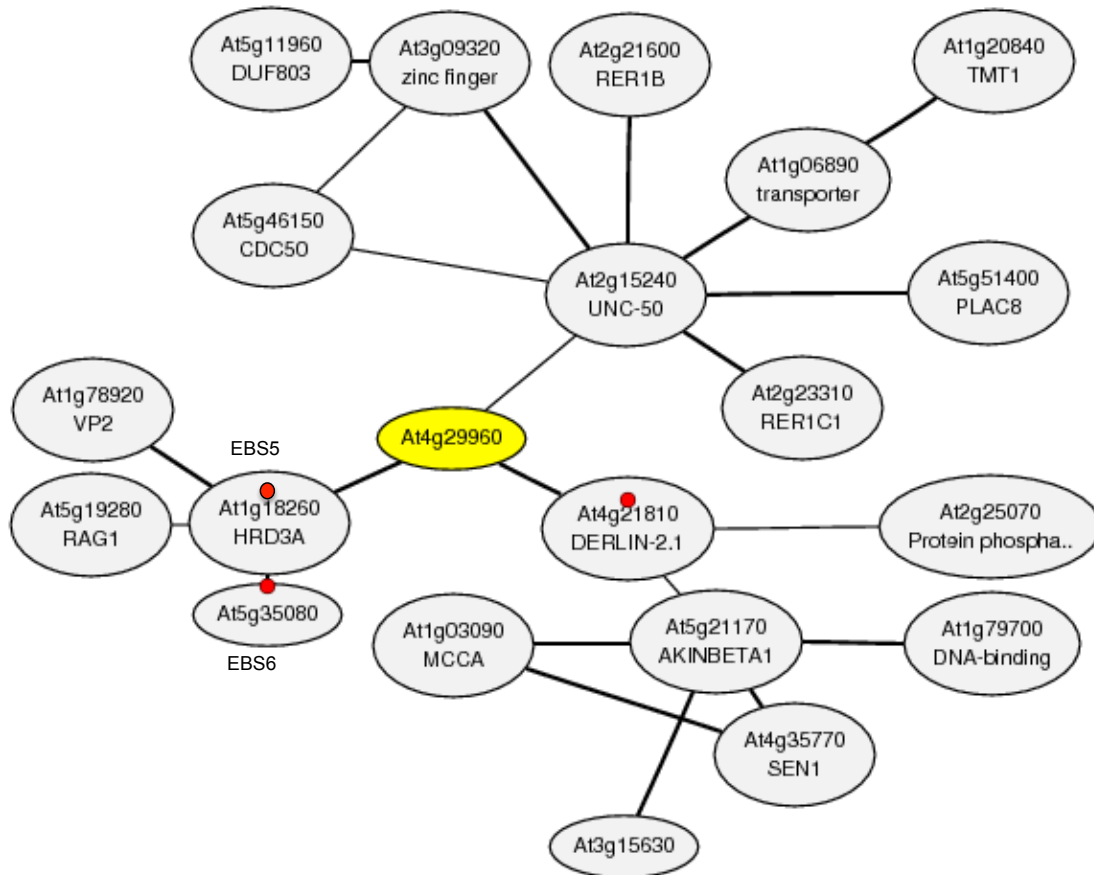 At5g11960
DUF803
At3g09320
zinc finger
At2g21600
RER1B
At1g20840
TMT1
At1g06890
transporter
At5g46150
CDC50
At2g15240
UNC-50
At5g51400
PLAC8
At1g78920
VP2
At2g23310
RER1C1
At4g29960
EBS5
At5g19280
RAG1
At1g18260
HRD3A
At4g21810
DERLIN-2.1
At2g25070
Protein phospha..
At5g35080
EBS6
At1g03090
MCCA
At5g21170
AKINBETA1
At1g79700
DNA-binding
At4g35770
SEN1
At3g15630